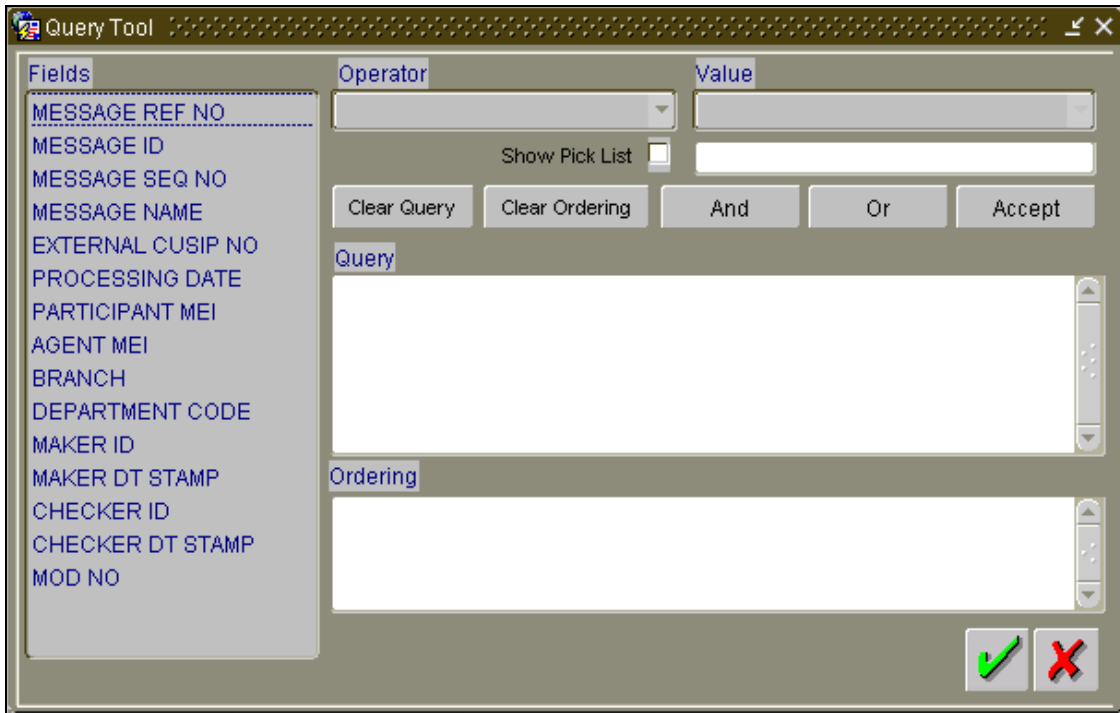 Query Tool
Fields
MESSAGE REF NO
MESSAGE ID
MESSAGE SEQ NO
MESSAGE NAME
EXTERNAL CUSIP NO
PROCESSING DATE
PARTICIPANT MEI
AGENT MEI
BRANCH
DEPARTMENT CODE
MAKER ID
MAKER DT STAMP
CHECKER ID
CHECKER DT STAMP
MOD NO
Operator
Value
Show Pick List
Clear Query
Clear Ordering
And
Or
Accept
Query
Ordering